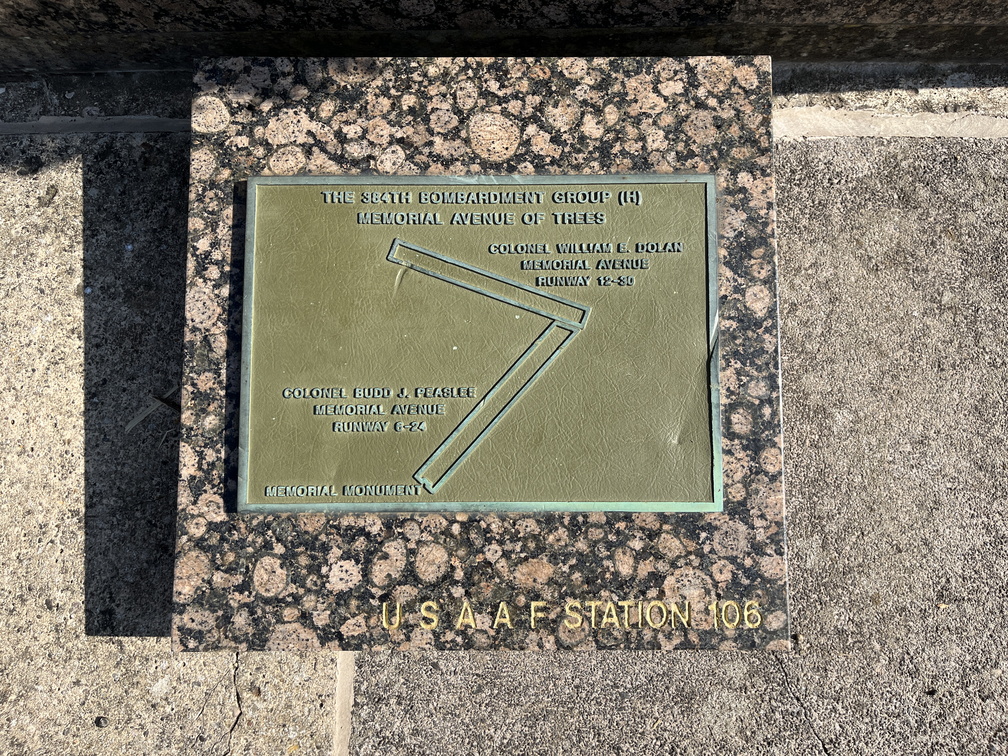 THE 384TH BOMBARDMENT GROUP (H)
MEMORIAL AVENUE OF TREES
COLONEL WILLIAM E. DOLAN
MEMORIAL AVENUE
RUNWAY 12-30
COLONEL BUDD J. PEASLEE
MEMORIAL AVENUE
RUNWAY 6-24
MEMORIAL MONUMENT
U S A A F STATION 106